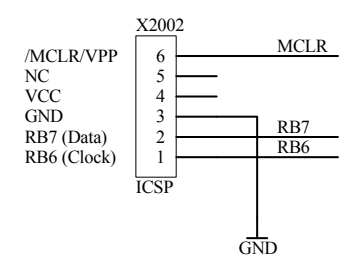 X2002
/MCLR/VPP 6 MCLR
NC 5
VCC 4
GND 3
RB7 (Data) 2 RB7
RB6 (Clock) 1 RB6
ICSP
GND